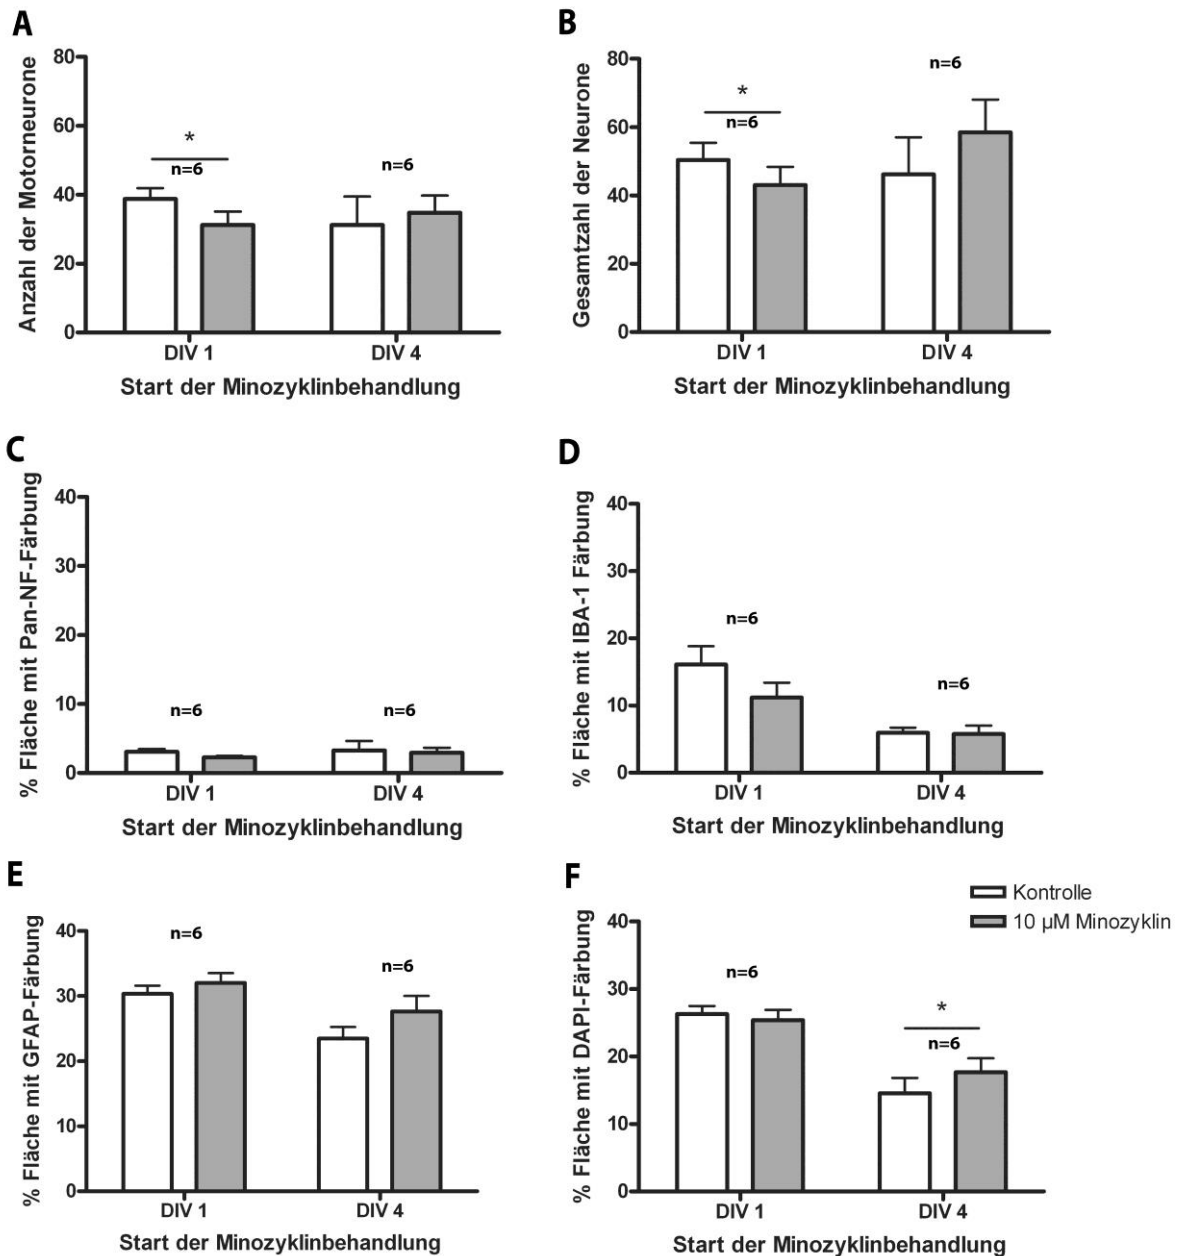 A
Anzahl der Motorneurone
80
60
40
20
0
*
n=6
n=6
DIV 1
DIV 4
Start der Minozyklinbehandlung
B
Gesamtzahl der Neurone
80
60
40
20
0
*
n=6
n=6
DIV 1
DIV 4
Start der Minozyklinbehandlung
C
% Fläche mit Pan-NF-Färbung
40
30
20
10
0
n=6
n=6
DIV 1
DIV 4
Start der Minozyklinbehandlung
D
% Fläche mit IBA-1 Färbung
40
30
20
10
0
n=6
n=6
DIV 1
DIV 4
Start der Minozyklinbehandlung
E
% Fläche mit GFAP-Färbung
40
30
20
10
0
n=6
n=6
DIV 1
DIV 4
Start der Minozyklinbehandlung
F
Kontrolle
10 µM Minozyklin
% Fläche mit DAPI-Färbung
40
30
20
10
0
n=6
*
n=6
DIV 1
DIV 4
Start der Minozyklinbehandlung